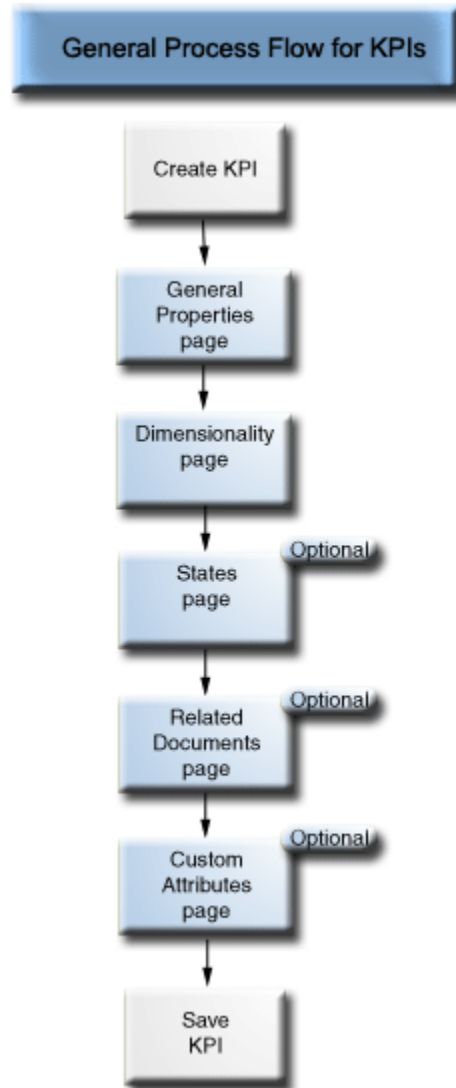 General Process Flow for KPIs
Create KPI
General
Properties
page
Dimensionality
page
Optional
States
page
Optional
Related
Documents
page
Optional
Custom
Attributes
page
Save
KPI